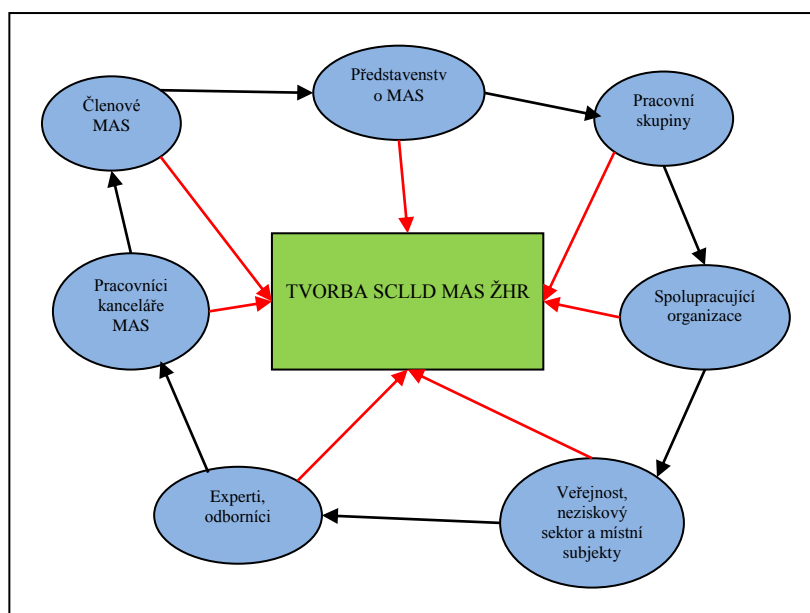 Představenstv
o MAS
Členové
MAS
Pracovní
skupiny
Pracovníci
kanceláře
MAS
TVORBA SCLLD MAS ŽHR
Spolupracující
organizace
Experti,
odborníci
Veřejnost,
neziskový
sektor a místní
subjekty